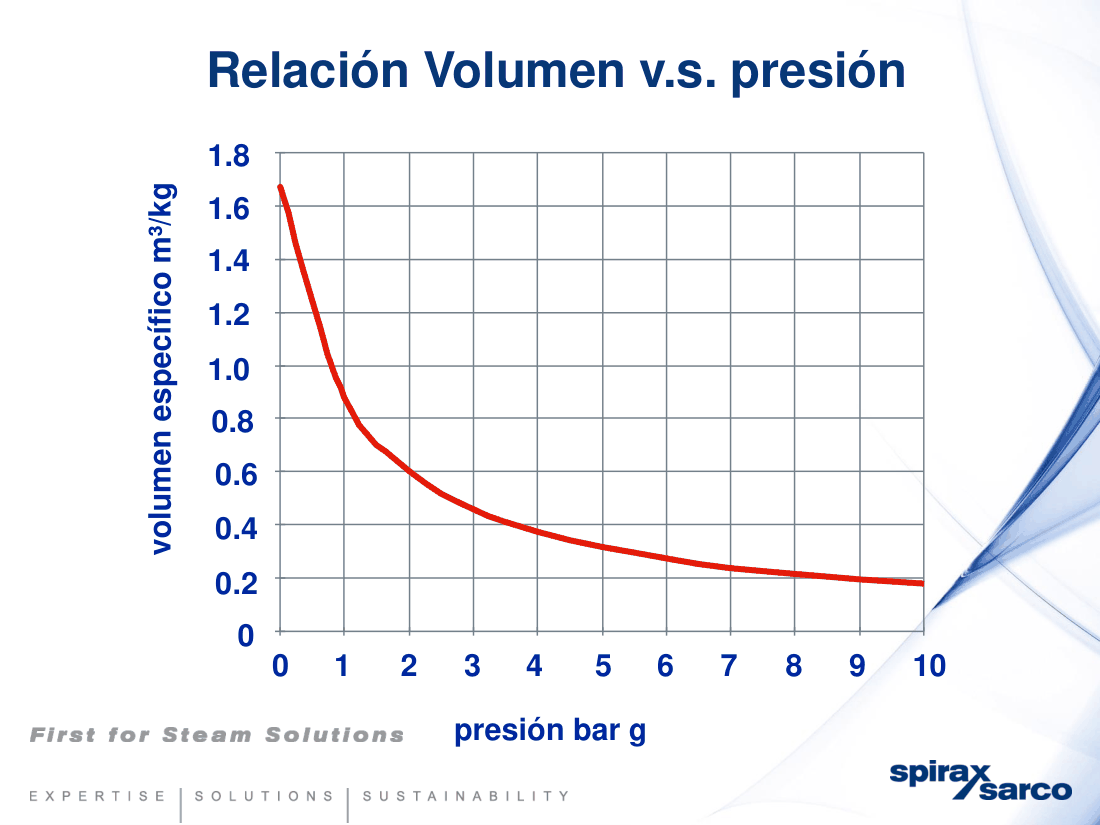 Relación Volumen v.s. presión
volumen específico m³/kg
1.8
1.6
1.4
1.2
1.0
0.8
0.6
0.4
0.2
0
0 1 2 3 4 5 6 7 8 9 10
presión bar g
First for Steam Solutions
EXPERTISE | SOLUTIONS | SUSTAINABILITY
spirax
sarco